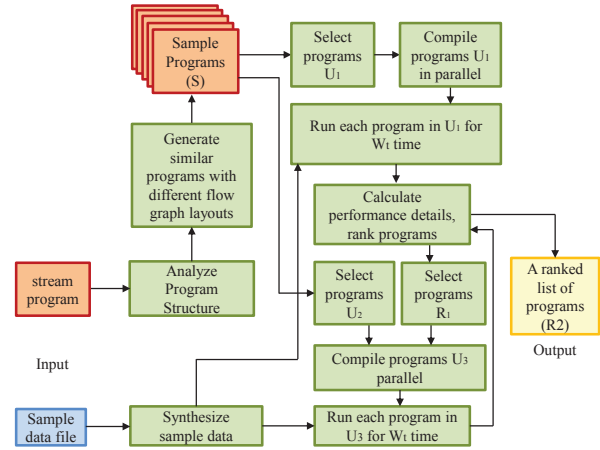 Sample
Programs
(S)
Select
programs
U1
Compile
programs U1
in parallel
Run each program in U1 for
Wt time
Generate
similar
programs with
different flow
graph layouts
Calculate
performance details,
rank programs
stream
program
Analyze
Program
Structure
Select
programs
U2
Select
programs
R1
A ranked
list of
programs
(R2)
Input
Compile programs U3
parallel
Output
Sample
data file
Synthesize
sample data
Run each program in
U3 for Wt time